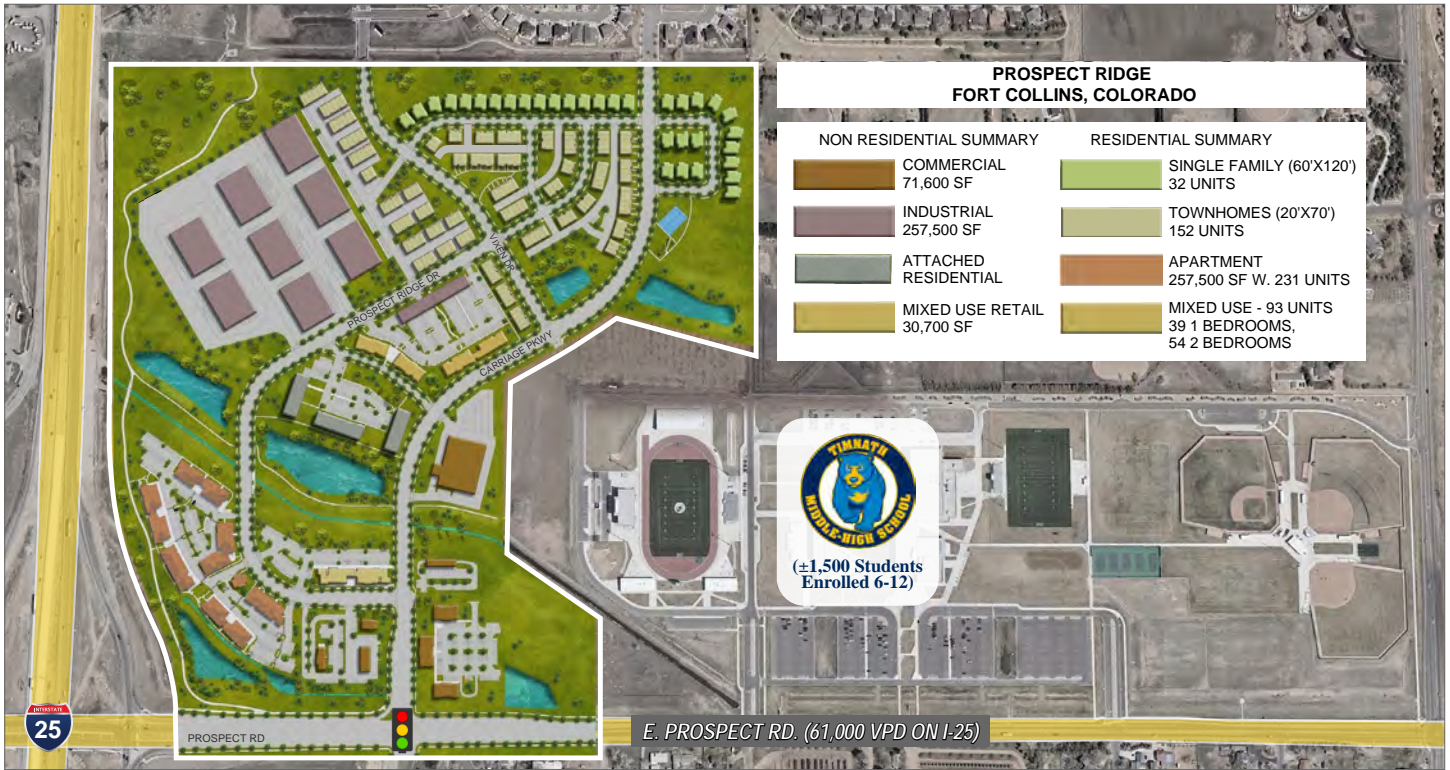 PROSPECT RIDGE
FORT COLLINS, COLORADO
NON RESIDENTIAL SUMMARY
COMMERCIAL
71,600 SF
INDUSTRIAL
257,500 SF
ATTACHED
RESIDENTIAL
MIXED USE RETAIL
30,700 SF
RESIDENTIAL SUMMARY
SINGLE FAMILY (60'X120')
32 UNITS
TOWNHOMES (20'X70')
152 UNITS
APARTMENT
257,500 SF W. 231 UNITS
MIXED USE - 93 UNITS
39 1 BEDROOMS,
54 2 BEDROOMS
VIXEN DR
PROSPECT RIDGE DR
CARRIAGE PKWY
TIMNATH
MIDDLE-HIGH SCHOOL
(±1,500 Students
Enrolled 6-12)
INTERSTATE
25
PROSPECT RD
E. PROSPECT RD. (61,000 VPD ON I-25)